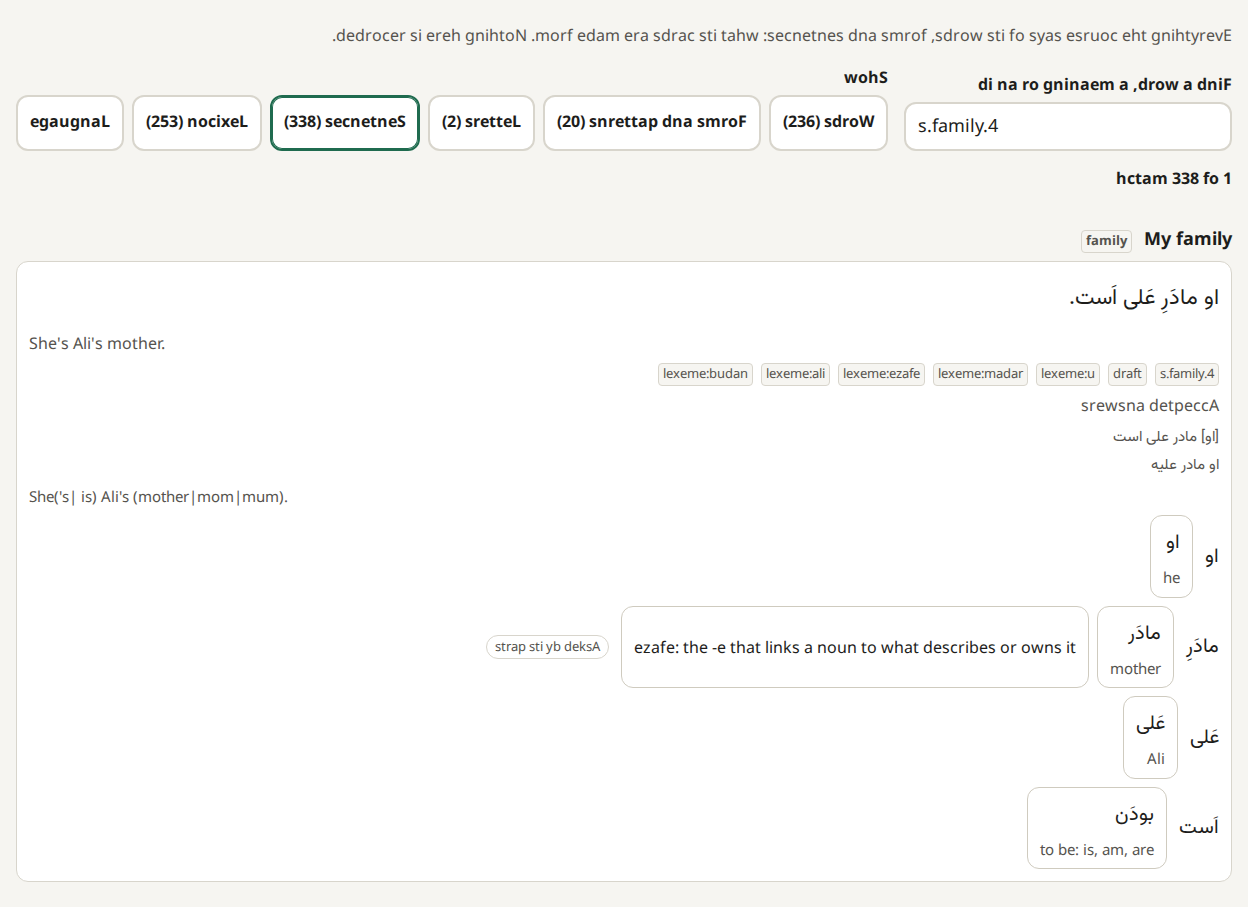 .dedrocer si ereh gnihtoN .morf edam era sdrac sti tahw :secnetnes dna smrof ,sdrow sti fo syas esruoc eht gnihtyrevE
di na ro gninaem a ,drow a dniF
s.family.4
wohS
(236) sdroW
(20) snrettap dna smroF
(2) sretteL
(338) secnetneS
(253) nocixeL
egaugnaL
hctam 338 fo 1
My family family
او مادَرِ عَلی اَست.
She's Ali's mother.
s.family.4 draft lexeme:u lexeme:madar lexeme:ezafe lexeme:ali lexeme:budan
srewsna detpeccA
[او] مادر علی است
او مادر علیه
She('s| is) Ali's (mother|mom|mum).
او
او
he
مادَرِ
مادَر
mother
ezafe: the -e that links a noun to what describes or owns it
strap sti yb deksA
عَلی
عَلی
Ali
اَست
بودَن
to be: is, am, are